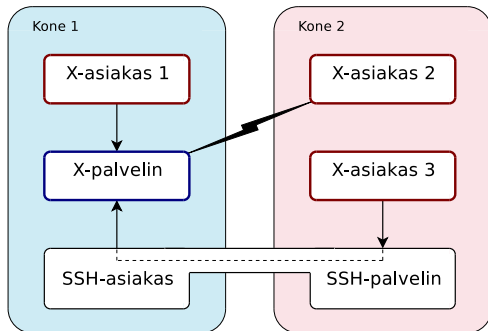 Kone 1
Kone 2
X-asiakas 1
X-asiakas 2
X-palvelin
X-asiakas 3
SSH-asiakas
SSH-palvelin